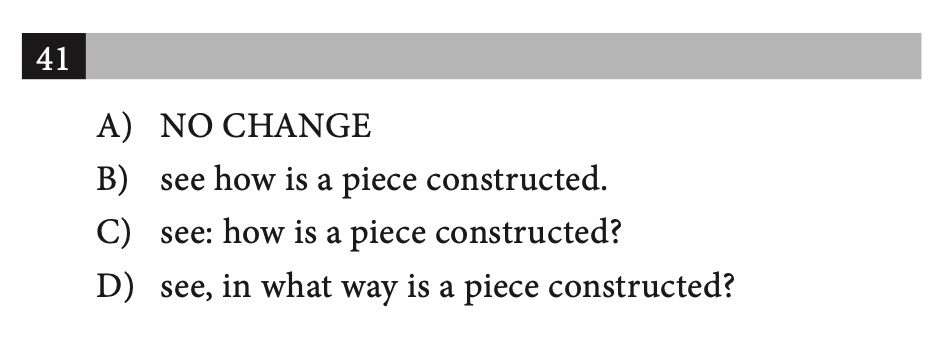 41
A) NO CHANGE
B) see how is a piece constructed.
C) see: how is a piece constructed?
D) see, in what way is a piece constructed?